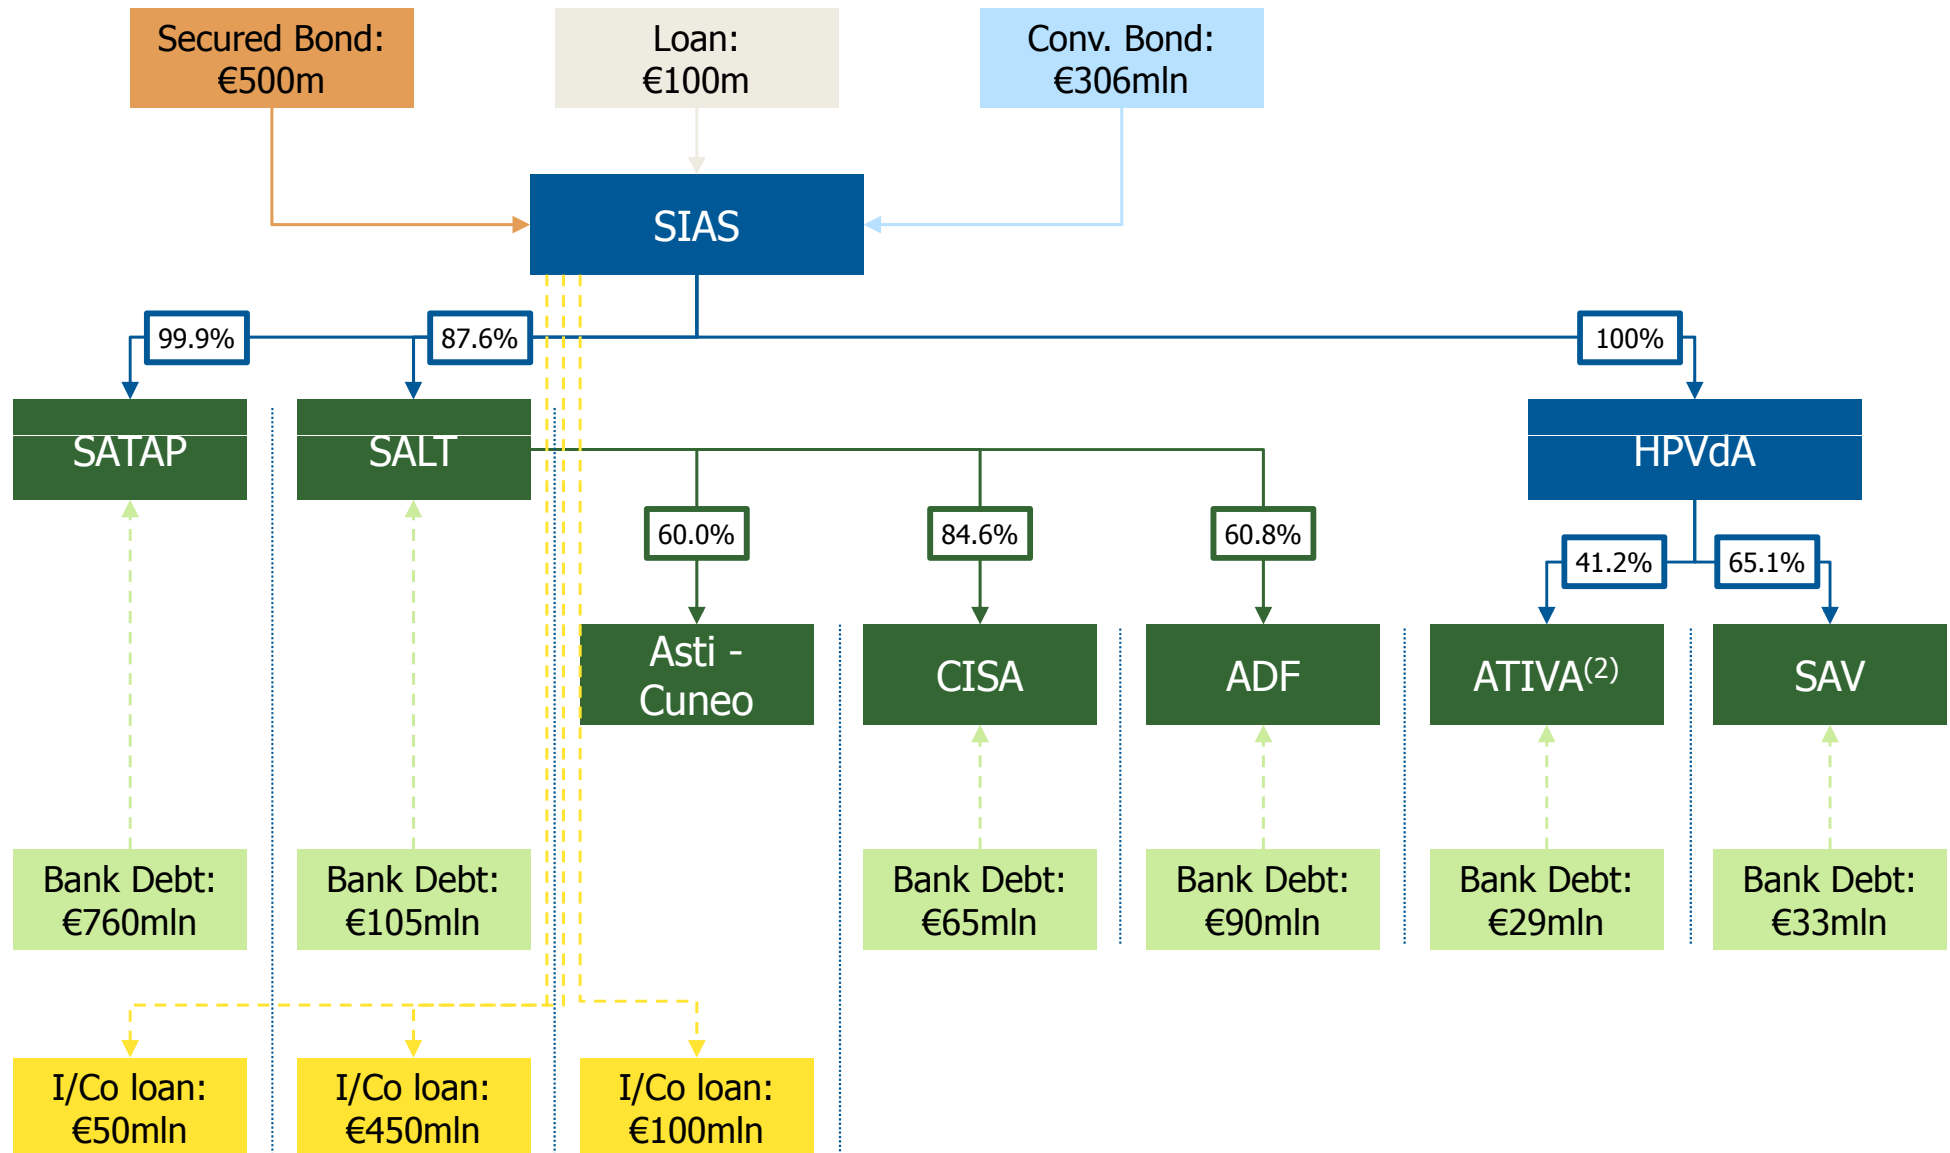 Secured Bond:
€500m
Loan:
€100m
Conv. Bond:
€306mln
SIAS
99.9%
87.6%
100%
SATAP
SALT
HPVdA
60.0%
84.6%
60.8%
41.2%
65.1%
Asti -
Cuneo
CISA
ADF
ATIVA(2)
SAV
Bank Debt:
€760mln
Bank Debt:
€105mln
Bank Debt:
€65mln
Bank Debt:
€90mln
Bank Debt:
€29mln
Bank Debt:
€33mln
I/Co loan:
€50mln
I/Co loan:
€450mln
I/Co loan:
€100mln